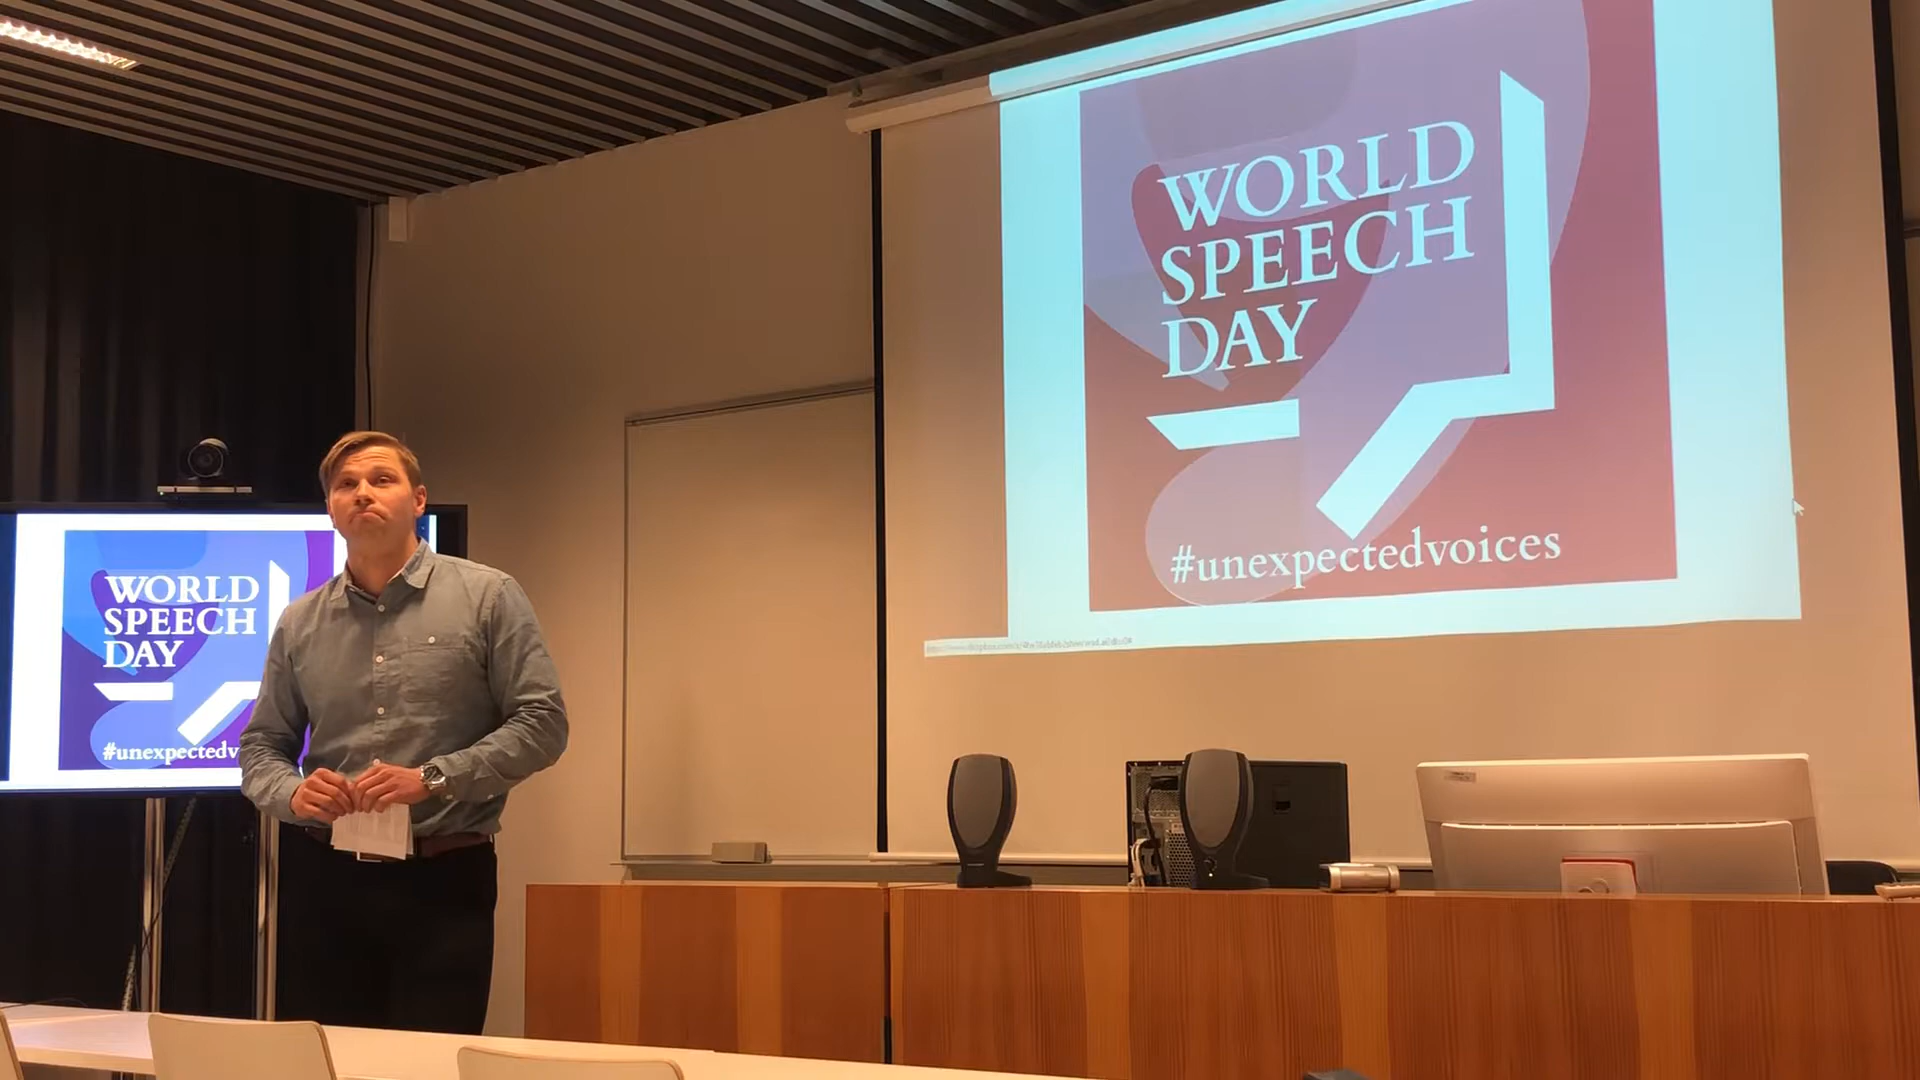 WORLD
SPEECH
DAY
#unexpectedvoices
WORLD
SPEECH
DAY
#unexpectedv